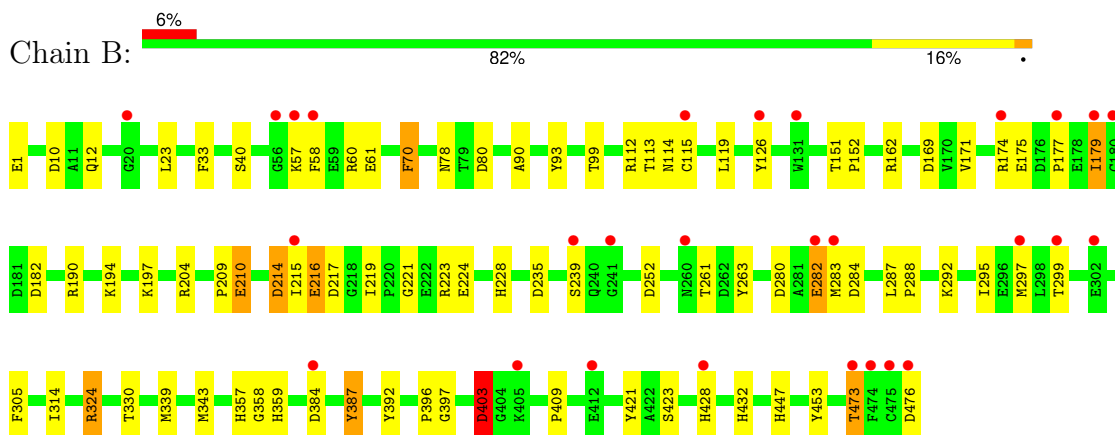 6%
Chain B:
82% 16% •
E1 D10 A11 Q12 G20 L23 F33 S40 G56 K57 F58 E59 R60 E61 F70 N78 T79 D80 A90 Y93 T99 R112 T113 N114 C115 L119 Y126 W131 T151 P152 R162 D169 V170 V171 R174 E175 D176 P177 E178 I179 G180
D181 D182 R190 K194 K197 R204 P209 E210 D214 I215 E216 D217 G218 I219 P220 G221 E222 R223 E224 H228 D235 S239 Q240 G241 D252 N260 T261 D262 Y263 D280 A281 E282 M283 D284 L287 P288 K292 I295 E296 M297 L298 T299 E302
F305 I314 R324 T330 M339 M343 H357 G358 H359 D384 Y387 Y392 P396 G397 D403 G404 K405 P409 E412 Y421 A422 S423 H428 H432 H447 Y453 T473 F474 C475 D476